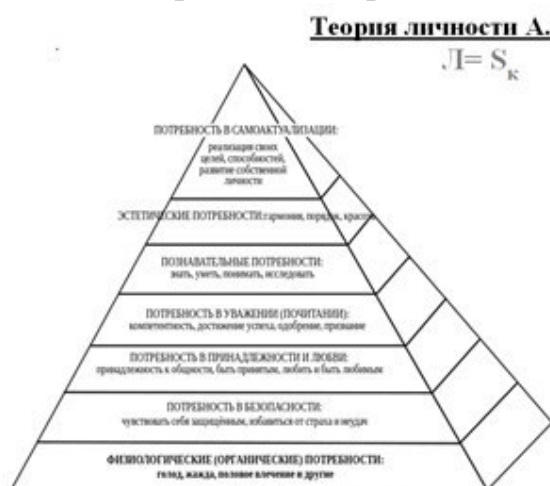 Теория личности А.
Л= Sк
ПОТРЕБНОСТЬ В САМОАКТУАЛИЗАЦИИ:
реализация своих
целей, способностей,
развитие собственной
личности
ЭСТЕТИЧЕСКИЕ ПОТРЕБНОСТИ:гармония, порядок, красота
ПОЗНАВАТЕЛЬНЫЕ ПОТРЕБНОСТИ:
знать, уметь, понимать, исследовать
ПОТРЕБНОСТЬ В УВАЖЕНИИ (ПОЧИТАНИИ):
компетентность, достижение успеха, одобрение, признание
ПОТРЕБНОСТЬ В ПРИНАДЛЕЖНОСТИ И ЛЮБВИ:
принадлежность к общности, быть принятым, любить и быть любимым
ПОТРЕБНОСТЬ В БЕЗОПАСНОСТИ:
чувствовать себя защищённым, избавиться от страха и неудач
ФИЗИОЛОГИЧЕСКИЕ (ОРГАНИЧЕСКИЕ) ПОТРЕБНОСТИ:
голод, жажда, половое влечение и другие